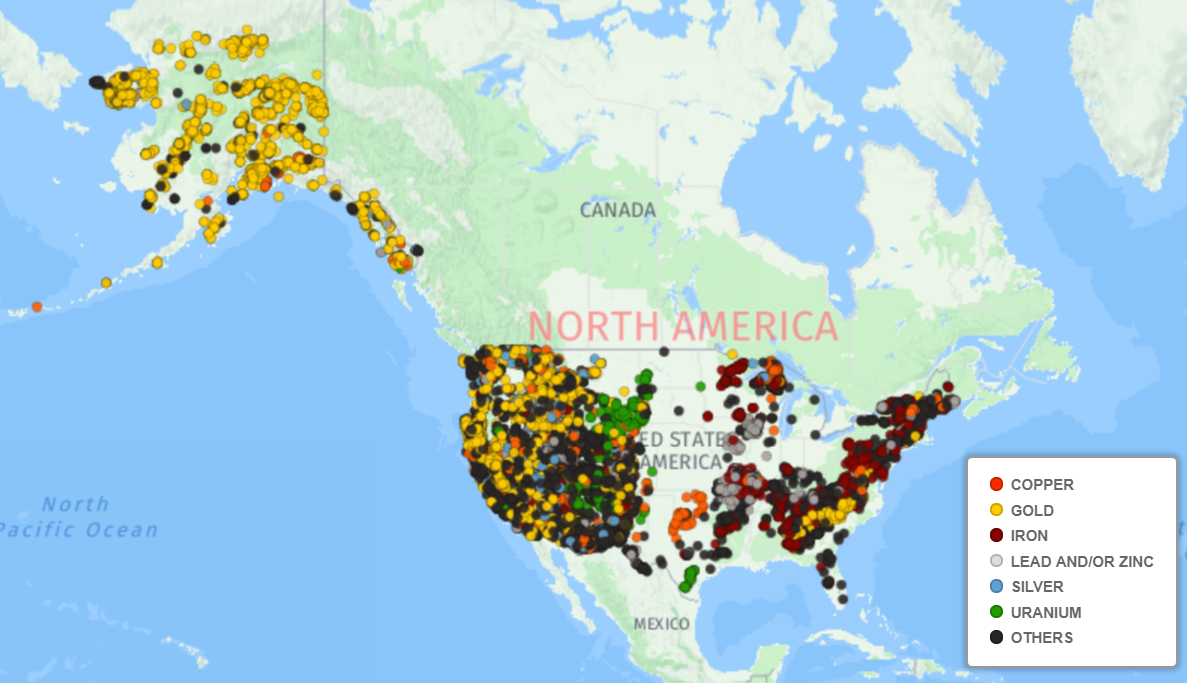 CANADA
NORTH AMERICA
ED STATE
AMERICA
North
Pacific Ocean
MEXICO
COPPER
GOLD
IRON
LEAD AND/OR ZINC
SILVER
URANIUM
OTHERS